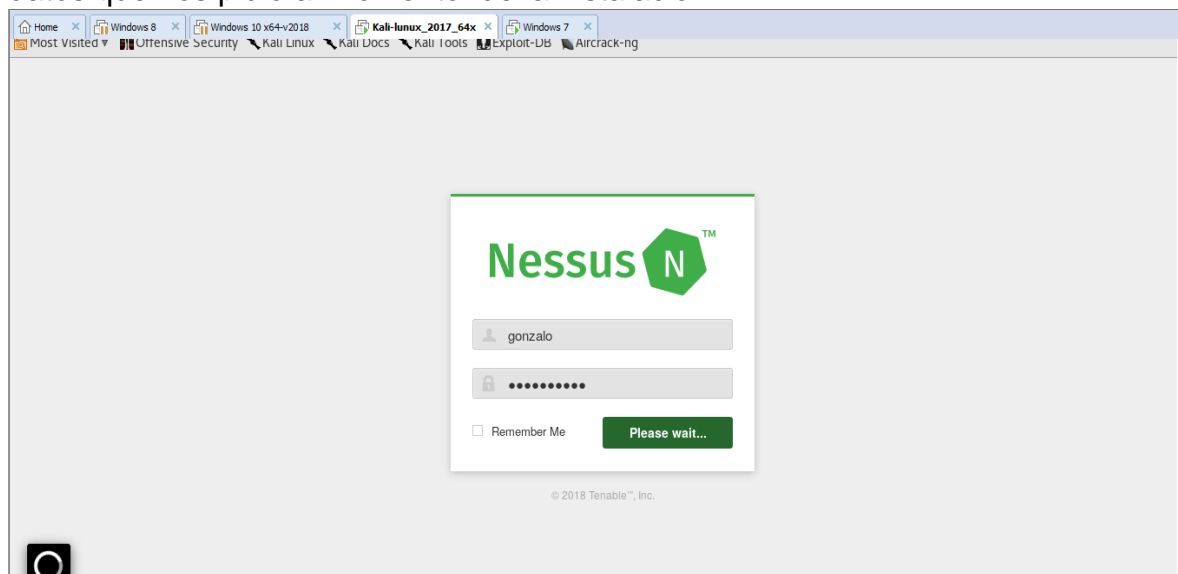 Home Windows 8 Windows 10 x64-v2018 Kali-lunux_2017_64x Windows 7
Most Visited Offensive Security Kali Linux Kali Docs Kali Tools Exploit-DB Aircrack-ng
Nessus N ™
gonzalo
••••••••••
Remember Me Please wait...
© 2018 Tenable™, Inc.